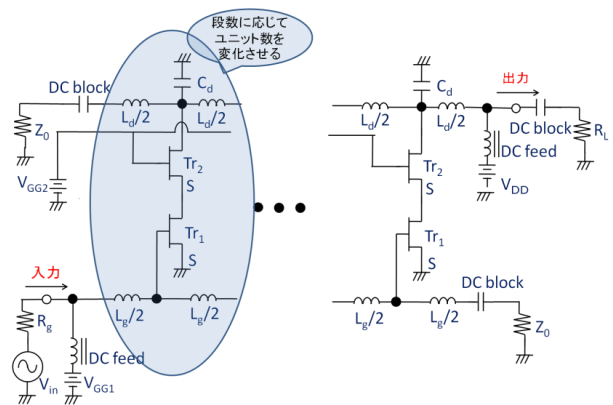 段数に応じて
ユニット数を
変化させる
DC block
C_d
L_d/2
L_d/2
Z_0
V_GG2
Tr_2
S
Tr_1
S
入力
L_g/2
L_g/2
R_g
DC feed
V_in
V_GG1
C_d
出力
L_d/2
L_d/2
DC block
R_L
DC feed
V_DD
Tr_2
S
Tr_1
S
DC block
L_g/2
L_g/2
Z_0